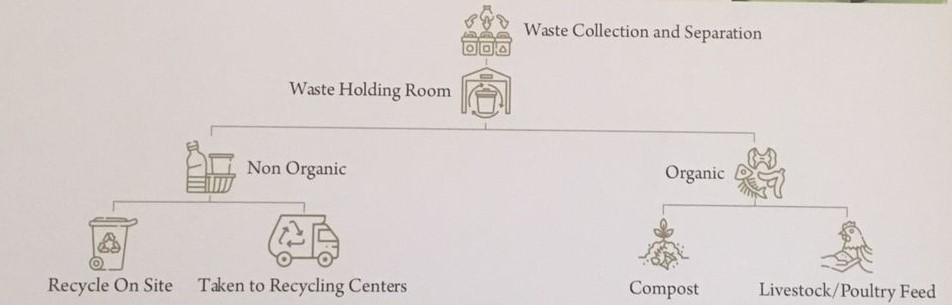 Waste Collection and Separation
Waste Holding Room
Non Organic
Organic
Recycle On Site
Taken to Recycling Centers
Compost
Livestock/Poultry Feed